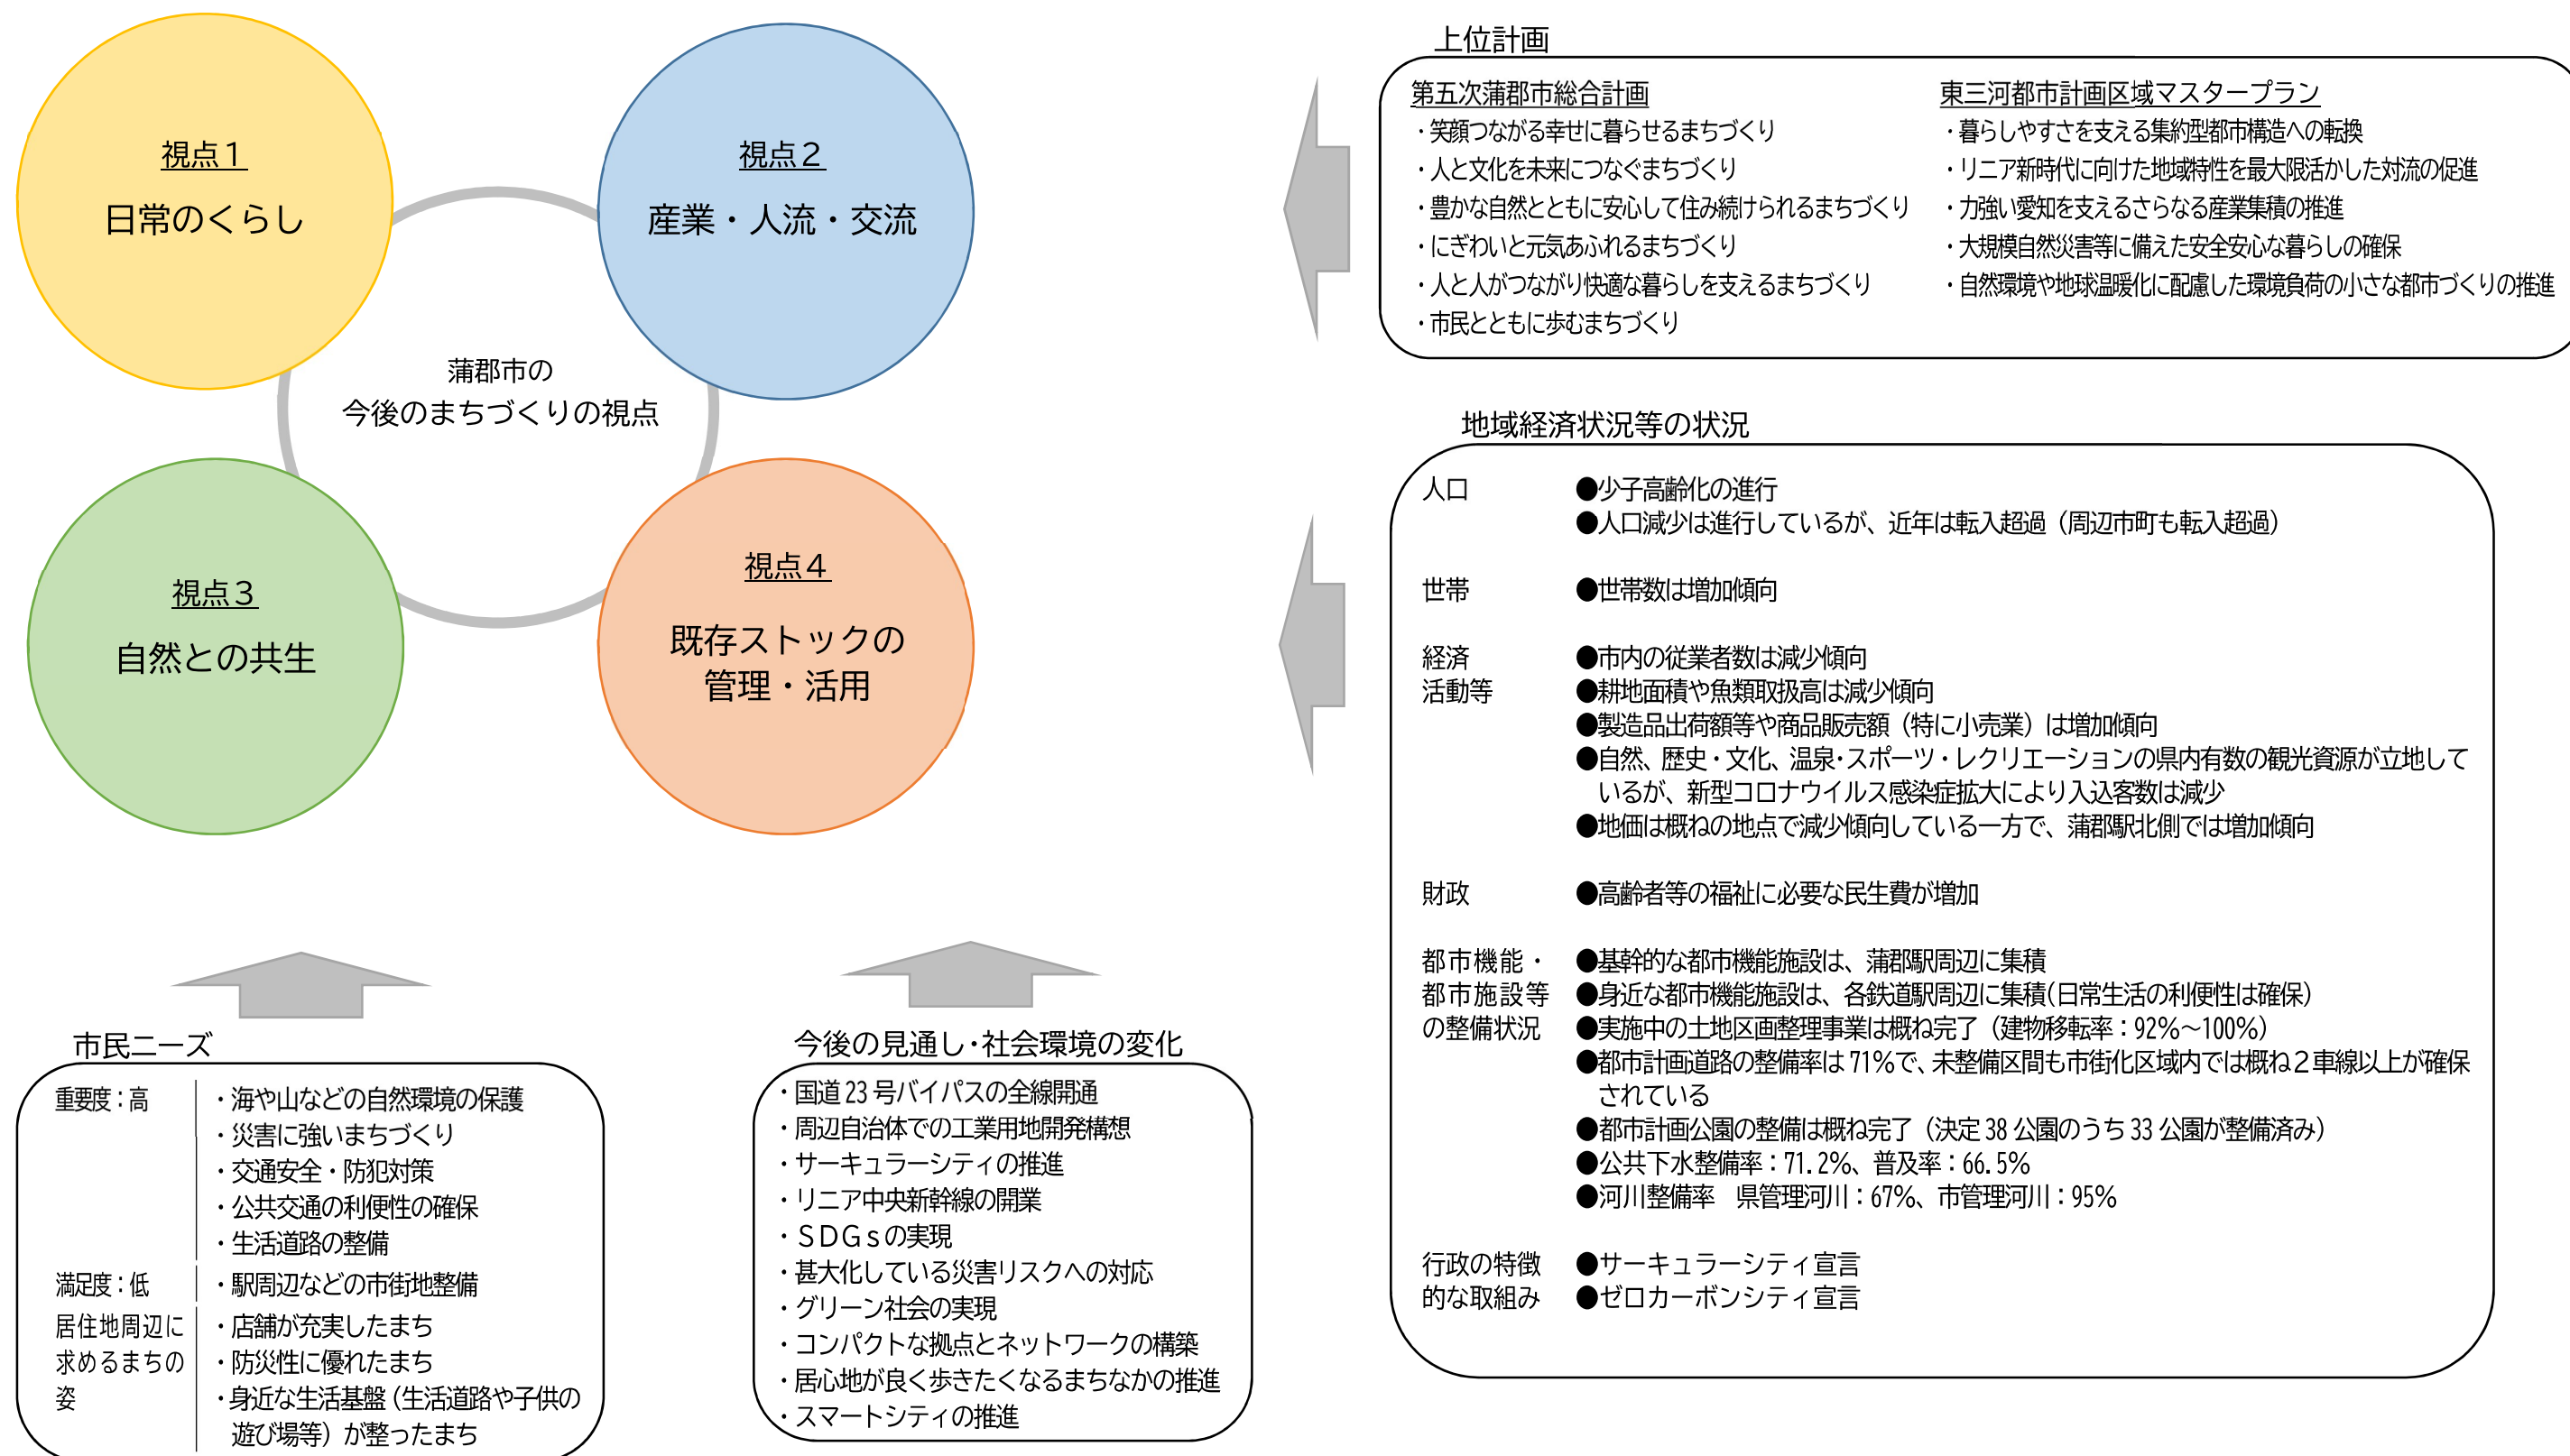 視点１
日常のくらし
視点２
産業・人流・交流
蒲郡市の
今後のまちづくりの視点
視点３
自然との共生
視点４
既存ストックの
管理・活用
上位計画
第五次蒲郡市総合計画
・笑顔つながる幸せに暮らせるまちづくり
・人と文化を未来につなぐまちづくり
・豊かな自然とともに安心して住み続けられるまちづくり
・にぎわいと元気あふれるまちづくり
・人と人がつながり快適な暮らしを支えるまちづくり
・市民とともに歩むまちづくり
東三河都市計画区域マスタープラン
・暮らしやすさを支える集約型都市構造への転換
・リニア新時代に向けた地域特性を最大限活かした対流の促進
・力強い愛知を支えるさらなる産業集積の推進
・大規模自然災害等に備えた安全安心な暮らしの確保
・自然環境や地球温暖化に配慮した環境負荷の小さな都市づくりの推進
地域経済状況等の状況
人口
●少子高齢化の進行
●人口減少は進行しているが、近年は転入超過（周辺市町も転入超過）
世帯
●世帯数は増加傾向
経済
活動等
●市内の従業者数は減少傾向
●耕地面積や魚類取扱高は減少傾向
●製造品出荷額等や商品販売額（特に小売業）は増加傾向
●自然、歴史・文化、温泉・スポーツ・レクリエーションの県内有数の観光資源が立地して
いるが、新型コロナウイルス感染症拡大により入込客数は減少
●地価は概ねの地点で減少傾向している一方で、蒲郡駅北側では増加傾向
財政
●高齢者等の福祉に必要な民生費が増加
都市機能・
都市施設等
の整備状況
●基幹的な都市機能施設は、蒲郡駅周辺に集積
●身近な都市機能施設は、各鉄道駅周辺に集積（日常生活の利便性は確保）
●実施中の土地区画整理事業は概ね完了（建物移転率：92％～100％）
●都市計画道路の整備率は71％で、未整備区間も市街化区域内では概ね２車線以上が確保
されている
●都市計画公園の整備は概ね完了（決定38公園のうち33公園が整備済み）
●公共下水整備率：71.2％、普及率：66.5％
●河川整備率　県管理河川：67％、市管理河川：95％
行政の特徴
的な取組み
●サーキュラーシティ宣言
●ゼロカーボンシティ宣言
市民ニーズ
重要度：高
・海や山などの自然環境の保護
・災害に強いまちづくり
・交通安全・防犯対策
・公共交通の利便性の確保
・生活道路の整備
満足度：低
・駅周辺などの市街地整備
居住地周辺に
求めるまちの
姿
・店舗が充実したまち
・防災性に優れたまち
・身近な生活基盤（生活道路や子供の
遊び場等）が整ったまち
今後の見通し・社会環境の変化
・国道23号バイパスの全線開通
・周辺自治体での工業用地開発構想
・サーキュラーシティの推進
・リニア中央新幹線の開業
・ＳＤＧｓの実現
・甚大化している災害リスクへの対応
・グリーン社会の実現
・コンパクトな拠点とネットワークの構築
・居心地が良く歩きたくなるまちなかの推進
・スマートシティの推進